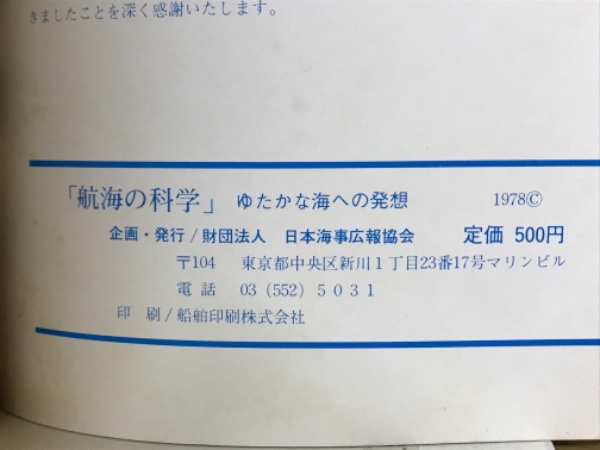 きましたことを深く感謝いたします。
「航海の科学」 ゆたかな海への発想 1978©
企画・発行/財団法人 日本海事広報協会 定価 500円
〒104 東京都中央区新川1丁目23番17号マリンビル
電話 03(552)5031
印刷/船舶印刷株式会社